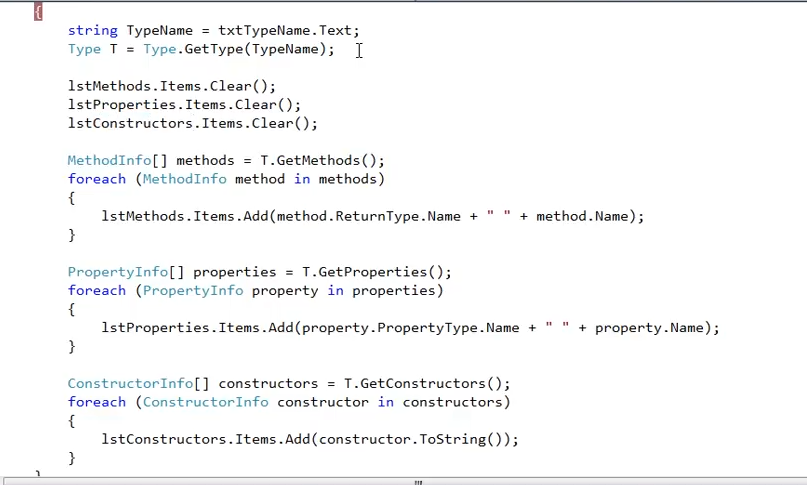 {
string TypeName = txtTypeName.Text;
Type T = Type.GetType(TypeName);
lstMethods.Items.Clear();
lstProperties.Items.Clear();
lstConstructors.Items.Clear();
MethodInfo[] methods = T.GetMethods();
foreach (MethodInfo method in methods)
{
lstMethods.Items.Add(method.ReturnType.Name + " " + method.Name);
}
PropertyInfo[] properties = T.GetProperties();
foreach (PropertyInfo property in properties)
{
lstProperties.Items.Add(property.PropertyType.Name + " " + property.Name);
}
ConstructorInfo[] constructors = T.GetConstructors();
foreach (ConstructorInfo constructor in constructors)
{
lstConstructors.Items.Add(constructor.ToString());
}
}